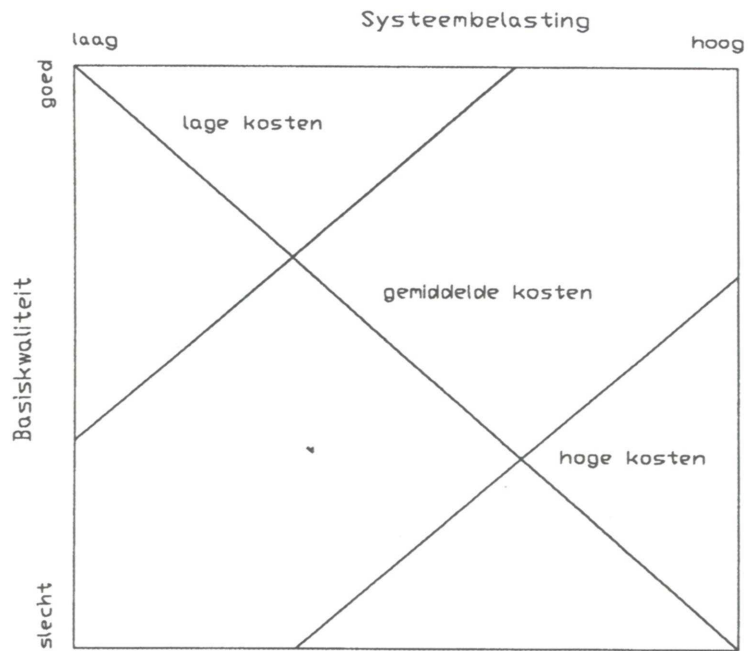 Systeembelasting
laag
hoog
goed
lage kosten
gemiddelde kosten
Basiskwaliteit
hoge kosten
slecht